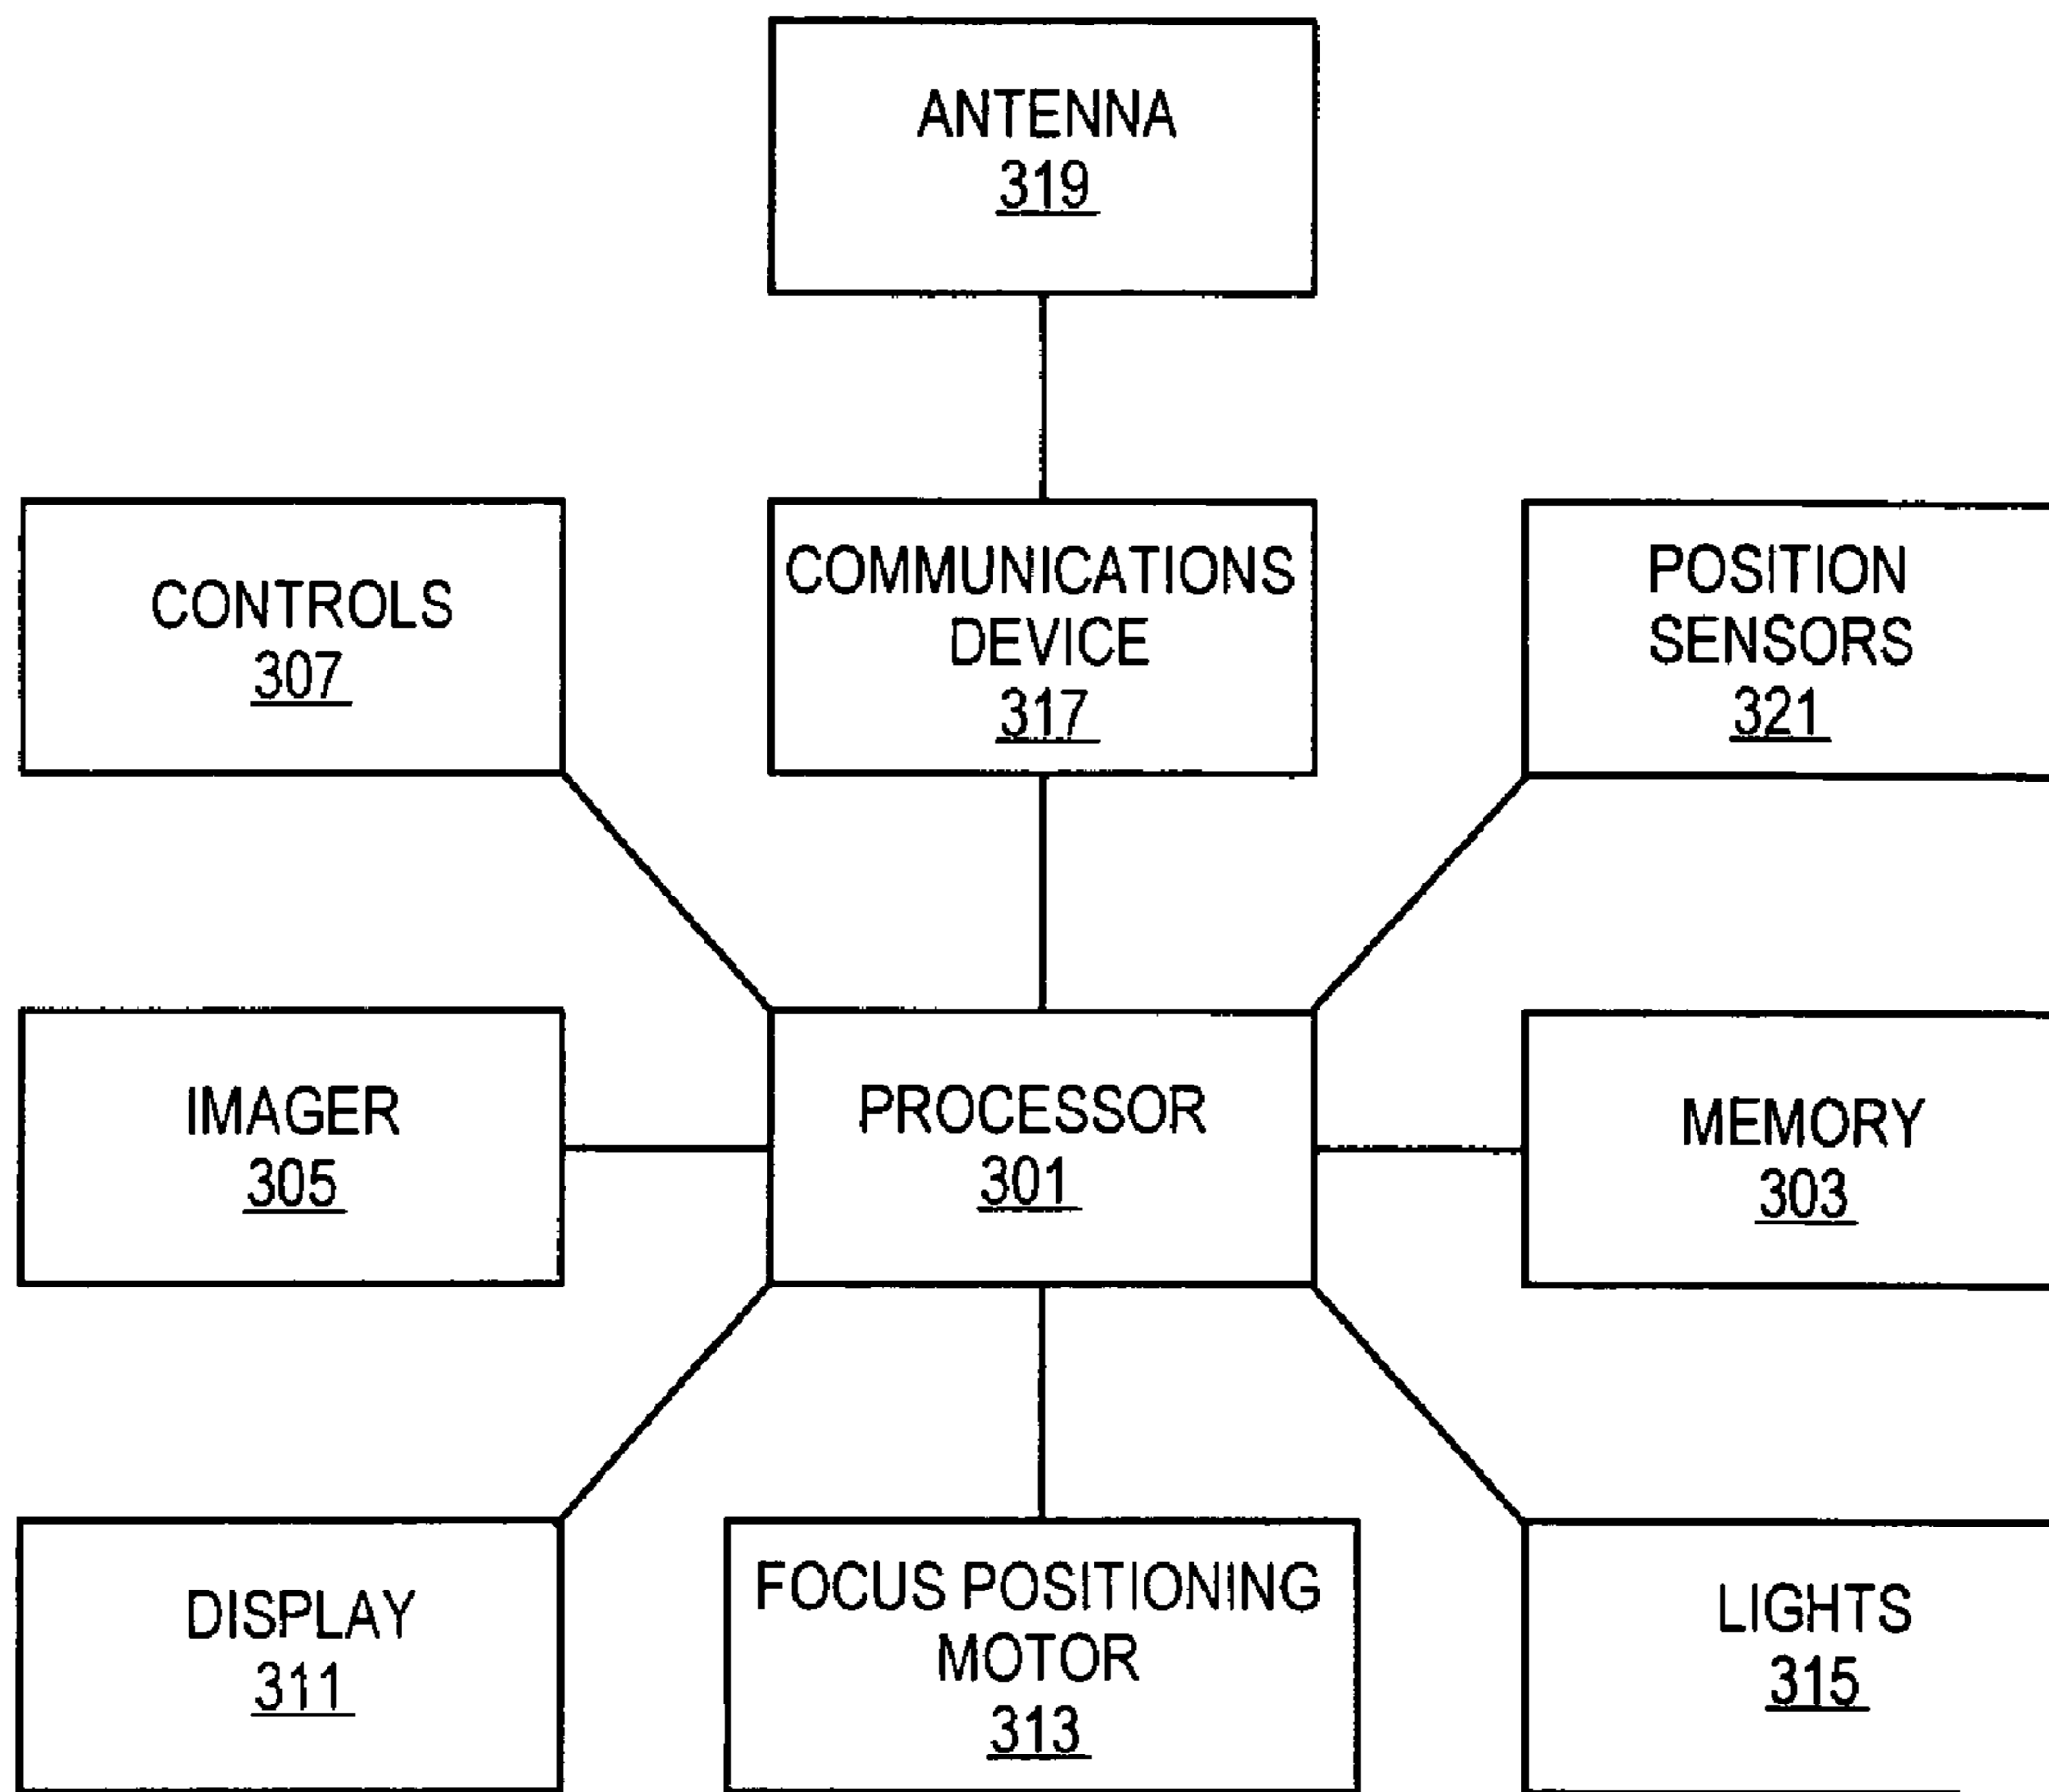 ANTENNA
319
CONTROLS
307
COMMUNICATIONS
DEVICE
317
POSITION
SENSORS
321
IMAGER
305
PROCESSOR
301
MEMORY
303
DISPLAY
311
FOCUS POSITIONING
MOTOR
313
LIGHTS
315